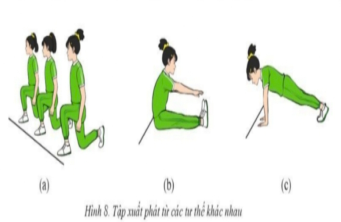 (a) (b) (c)
Hình 8. Tập xuất phát từ các tư thế khác nhau